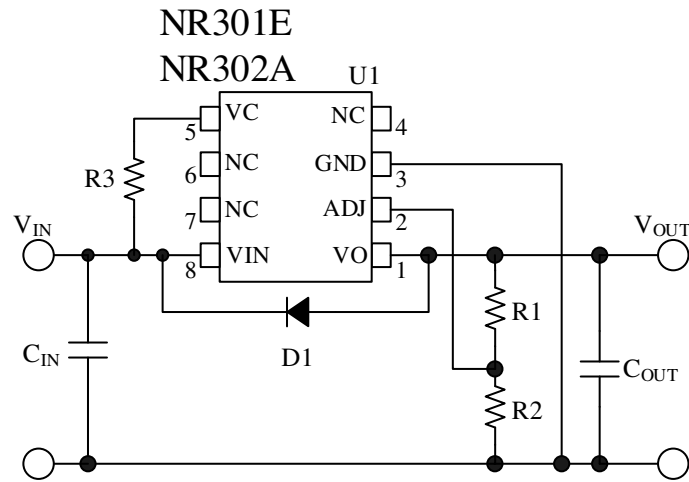 NR301E
NR302A
U1
VC
NC
5
4
NC
GND
R3
6
3
NC
ADJ
VIN
7
2
VOUT
VIN
VO
8
1
R1
CIN
D1
COUT
R2